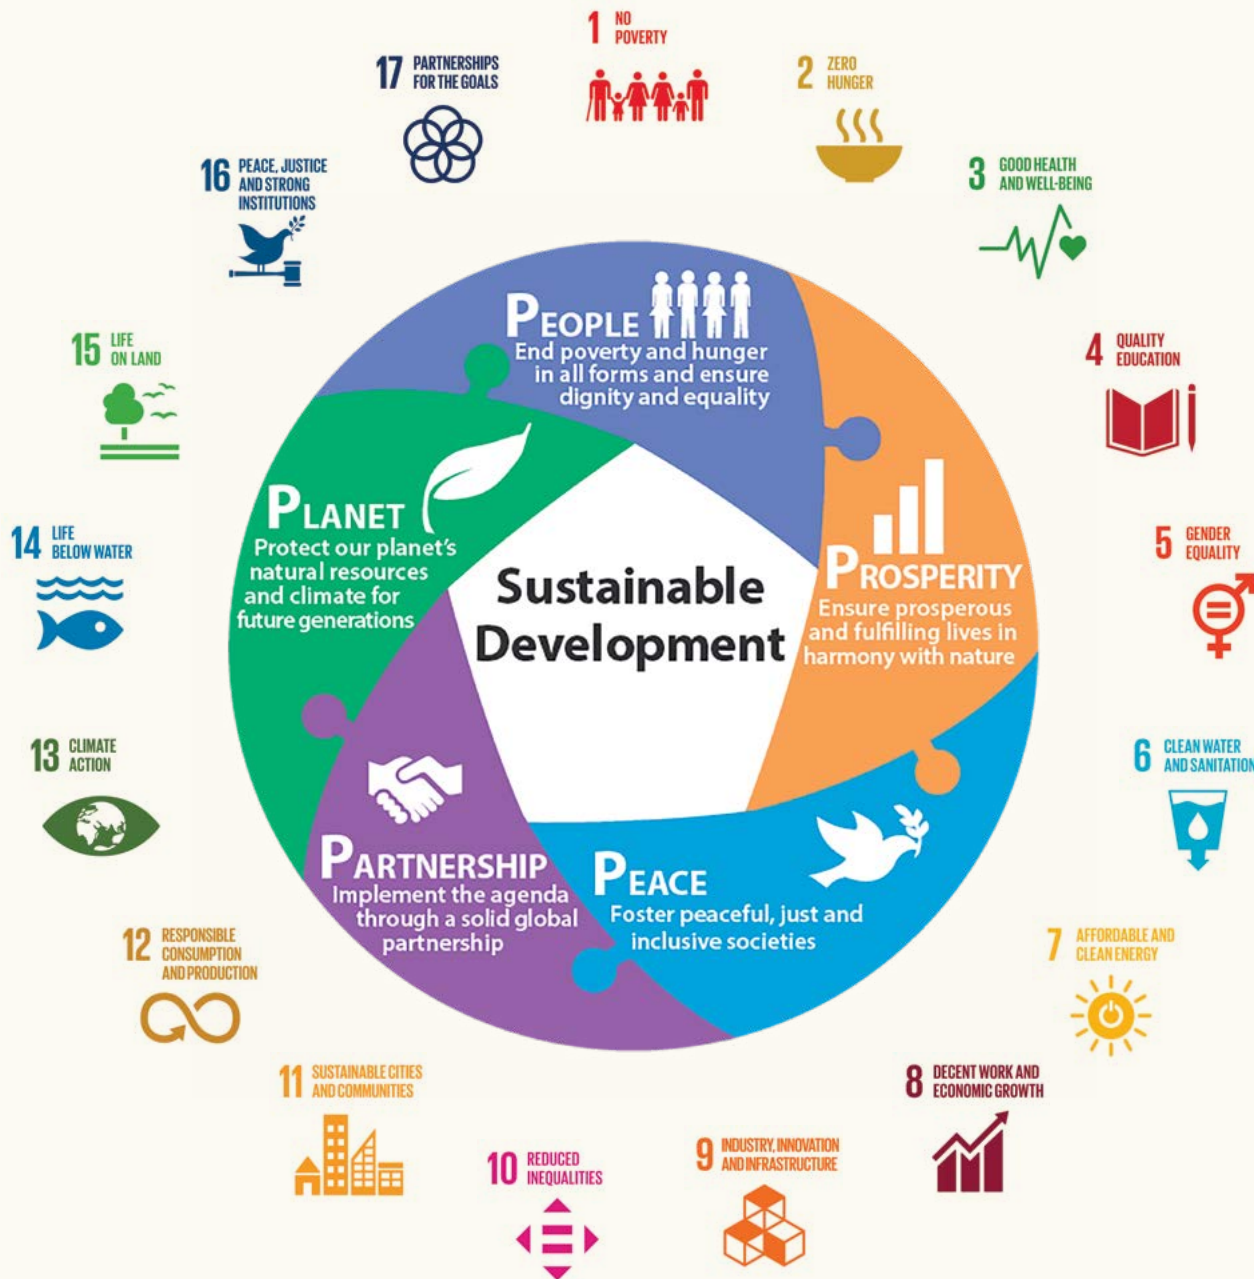 1 NO
POVERTY
2 ZERO
HUNGER
3 GOOD HEALTH
AND WELL-BEING
4 QUALITY
EDUCATION
5 GENDER
EQUALITY
6 CLEAN WATER
AND SANITATION
7 AFFORDABLE AND
CLEAN ENERGY
8 DECENT WORK AND
ECONOMIC GROWTH
9 INDUSTRY, INNOVATION
AND INFRASTRUCTURE
10 REDUCED
INEQUALITIES
11 SUSTAINABLE CITIES
AND COMMUNITIES
12 RESPONSIBLE
CONSUMPTION
AND PRODUCTION
13 CLIMATE
ACTION
14 LIFE
BELOW WATER
15 LIFE
ON LAND
16 PEACE, JUSTICE
AND STRONG
INSTITUTIONS
17 PARTNERSHIPS
FOR THE GOALS
PEOPLE
End poverty and hunger
in all forms and ensure
dignity and equality
PROSPERITY
Ensure prosperous
and fulfilling lives in
harmony with nature
PEACE
Foster peaceful, just and
inclusive societies
PARTNERSHIP
Implement the agenda
through a solid global
partnership
PLANET
Protect our planet's
natural resources
and climate for
future generations
Sustainable
Development